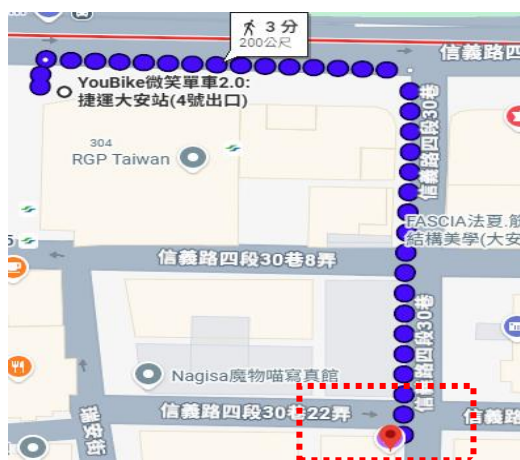 3 分
200公尺
信義路四
YouBike微笑單車2.0:
捷運大安站(4號出口)
信義路四段30巷
304
RGP Taiwan
FASCIA法夏.筋
結構美學(大安
5
信義路四段30巷8弄
信義路四段30巷
Nagisa魔物喵寫真館
信義路四段30巷22弄
信義路
瑞安街